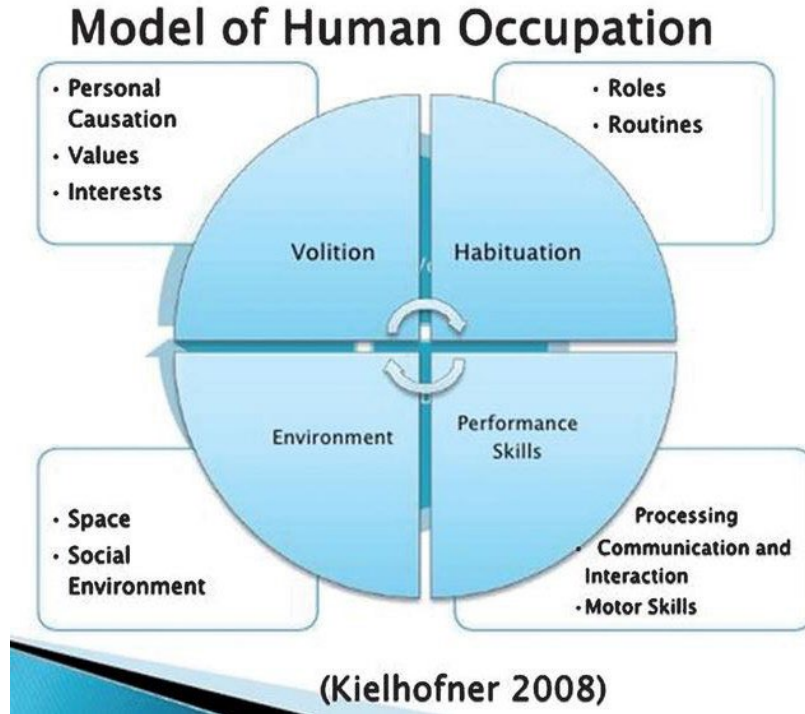 Model of Human Occupation
• Personal
Causation
• Values
• Interests
• Roles
• Routines
Volition
Habituation
Environment
Performance
Skills
• Space
• Social
Environment
Processing
• Communication and
Interaction
• Motor Skills
(Kielhofner 2008)